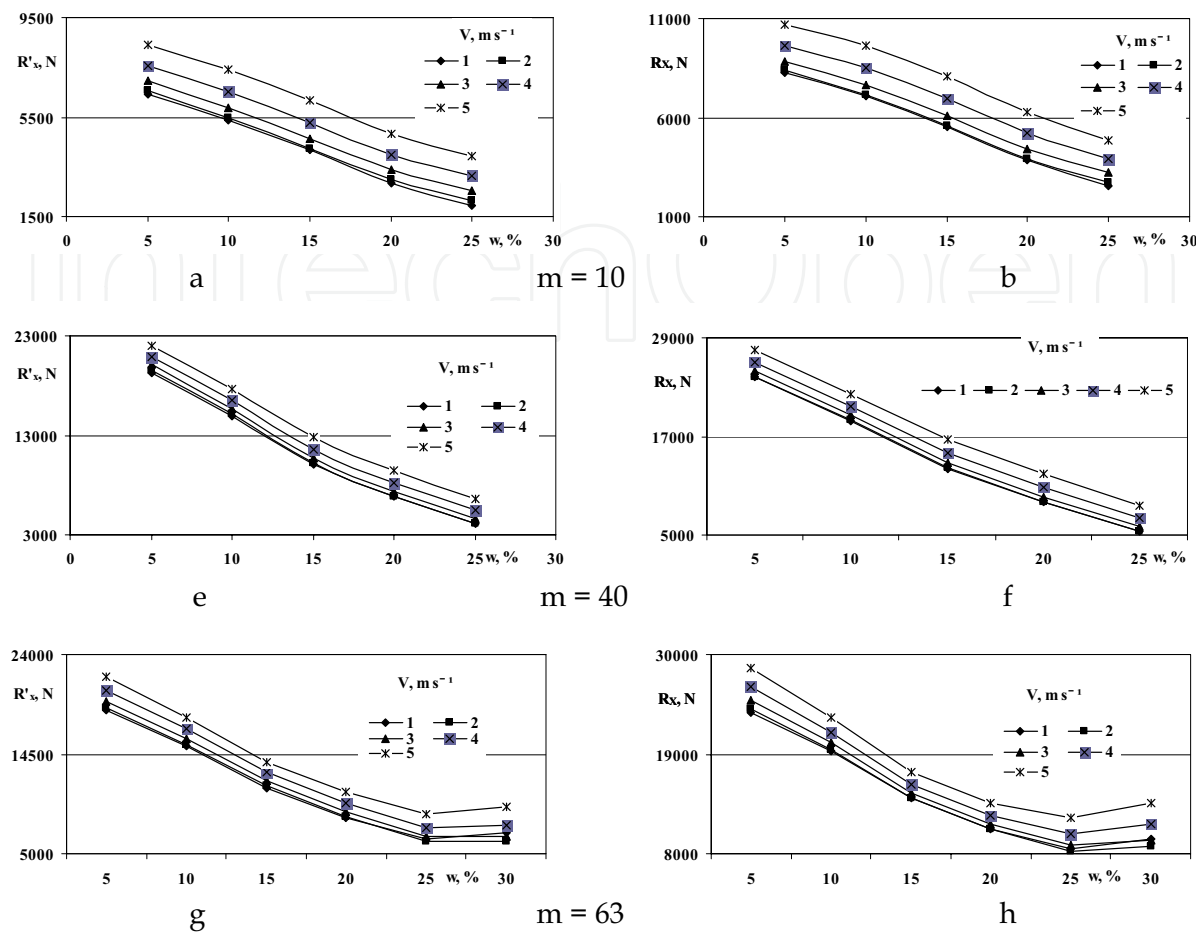 9500
R'x, N
5500
1500
V, m s⁻¹
1 2
3 4
5
0 5 10 15 20 25 w, % 30
a
11000
Rx, N
6000
1000
V, m s⁻¹
1 2
3 4
5
0 5 10 15 20 25 w, % 30
b
m = 10
23000
R'x, N
13000
3000
V, m s⁻¹
1 2
3 4
5
0 5 10 15 20 25 w, % 30
e
29000
Rx, N
17000
5000
V, m s⁻¹
1 2 3 4 5
5 10 15 20 25 w, %
f
m = 40
24000
R'x, N
14500
5000
V, m s⁻¹
1 2
3 4
5
5 10 15 20 25 w, % 30
g
30000
Rx, N
19000
8000
V, m s⁻¹
1 2
3 4
5
5 10 15 20 25 w, % 30
h
m = 63